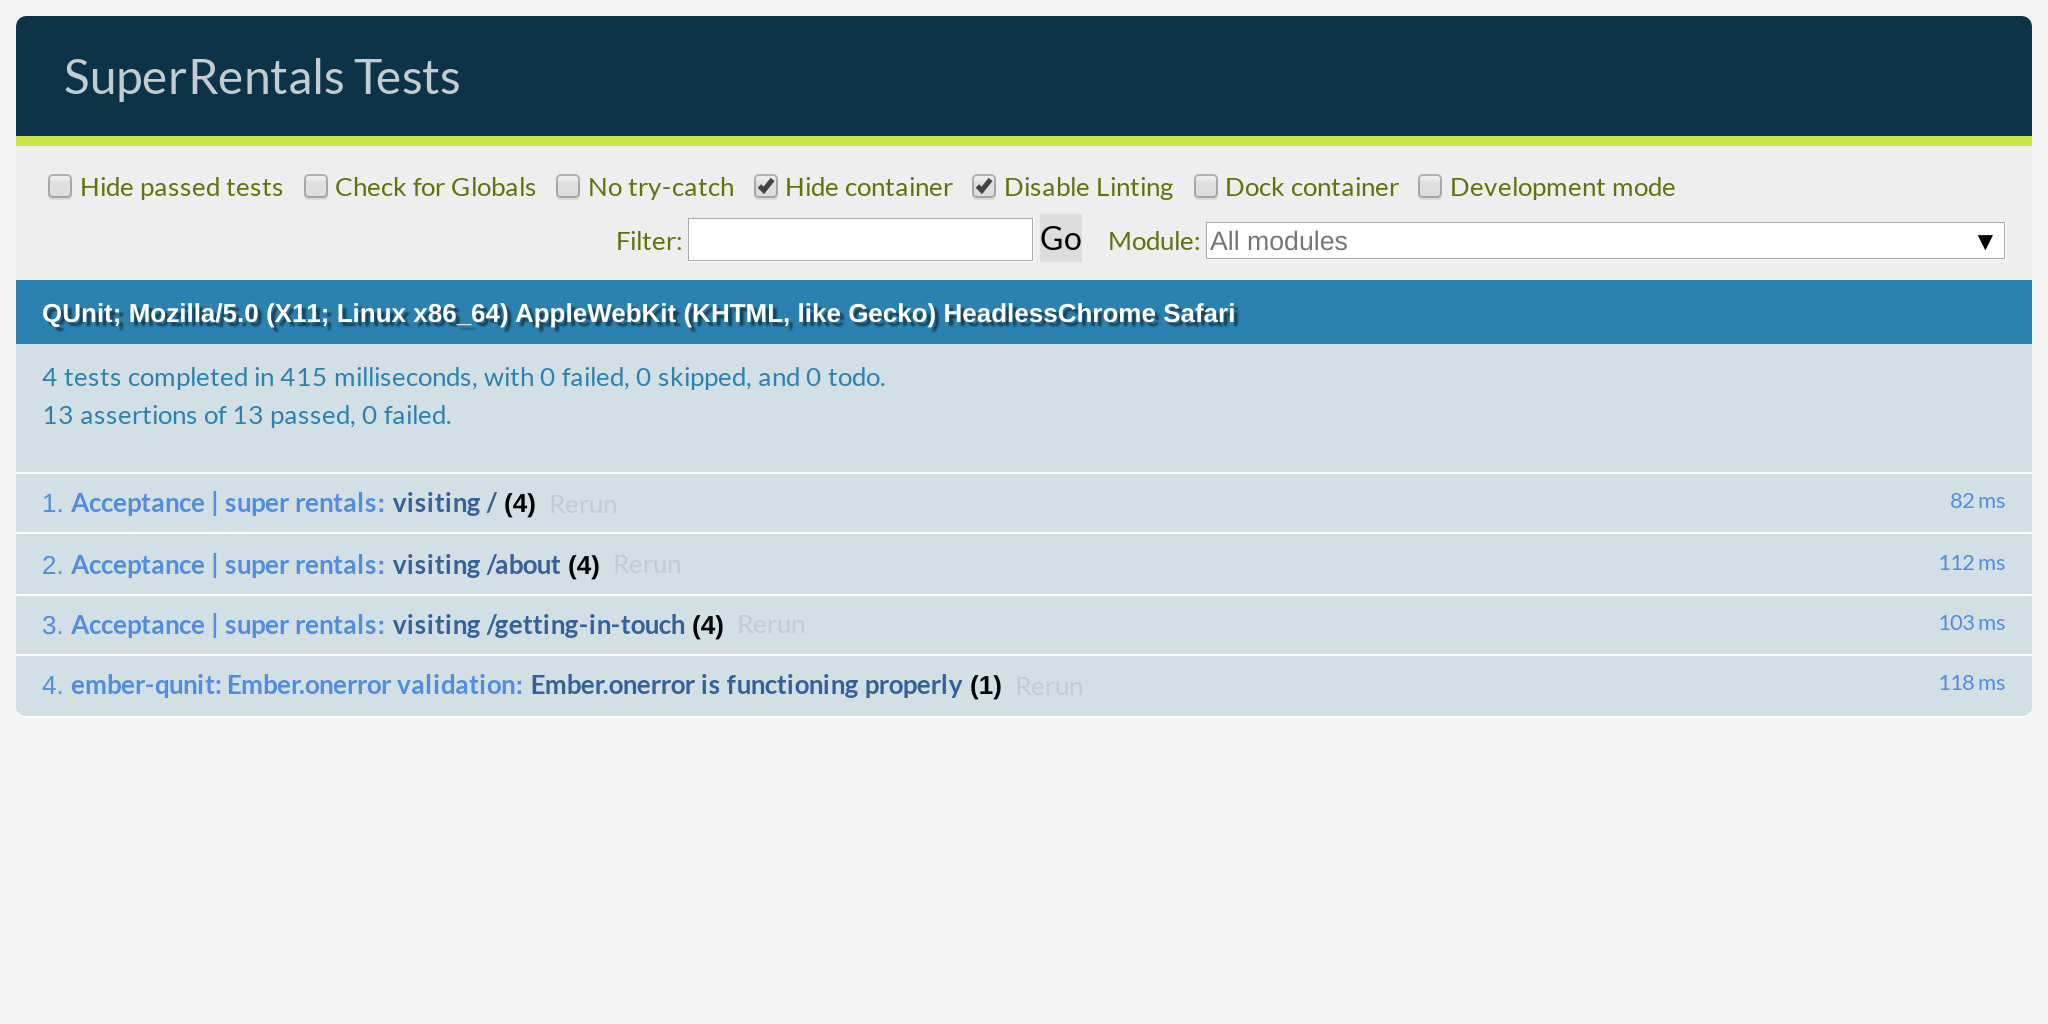 SuperRentals Tests
Hide passed tests Check for Globals No try-catch Hide container Disable Linting Dock container Development mode
Filter: Go Module: All modules ▼
QUnit; Mozilla/5.0 (X11; Linux x86_64) AppleWebKit (KHTML, like Gecko) HeadlessChrome Safari
4 tests completed in 415 milliseconds, with 0 failed, 0 skipped, and 0 todo.
13 assertions of 13 passed, 0 failed.
1. Acceptance | super rentals: visiting / (4) Rerun 82 ms
2. Acceptance | super rentals: visiting /about (4) Rerun 112 ms
3. Acceptance | super rentals: visiting /getting-in-touch (4) Rerun 103 ms
4. ember-qunit: Ember.onerror validation: Ember.onerror is functioning properly (1) Rerun 118 ms